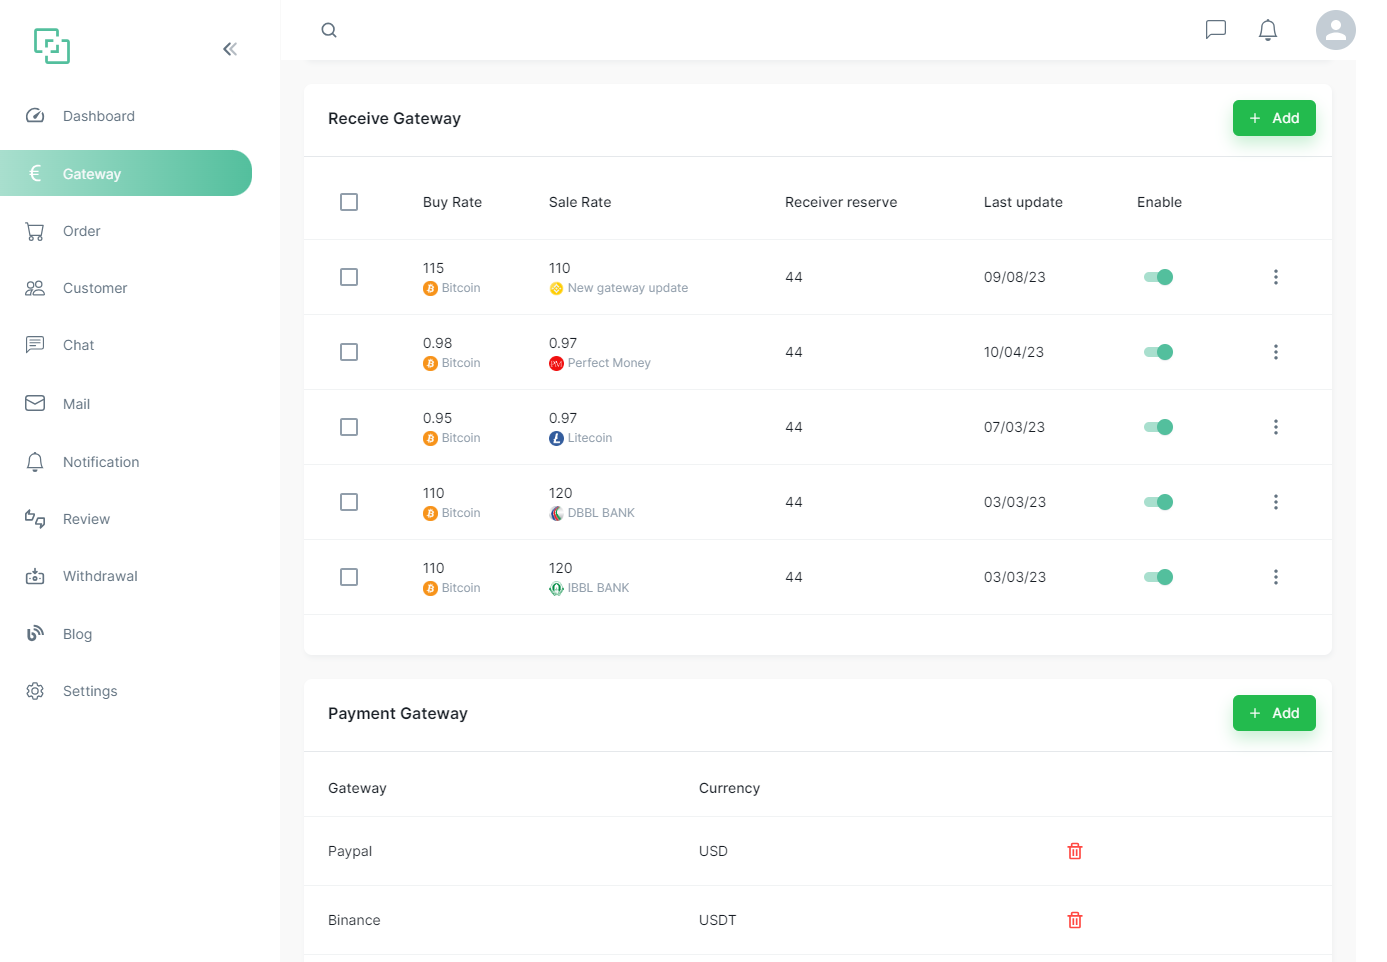 Dashboard
Gateway
Order
Customer
Chat
Mail
Notification
Review
Withdrawal
Blog
Settings
Receive Gateway
Add
Buy Rate Sale Rate Receiver reserve Last update Enable
115 110
Bitcoin New gateway update 44 09/08/23
0.98 0.97
Bitcoin Perfect Money 44 10/04/23
0.95 0.97
Bitcoin Litecoin 44 07/03/23
110 120
Bitcoin DBBL BANK 44 03/03/23
110 120
Bitcoin IBBL BANK 44 03/03/23
Payment Gateway
Add
Gateway Currency
Paypal USD
Binance USDT